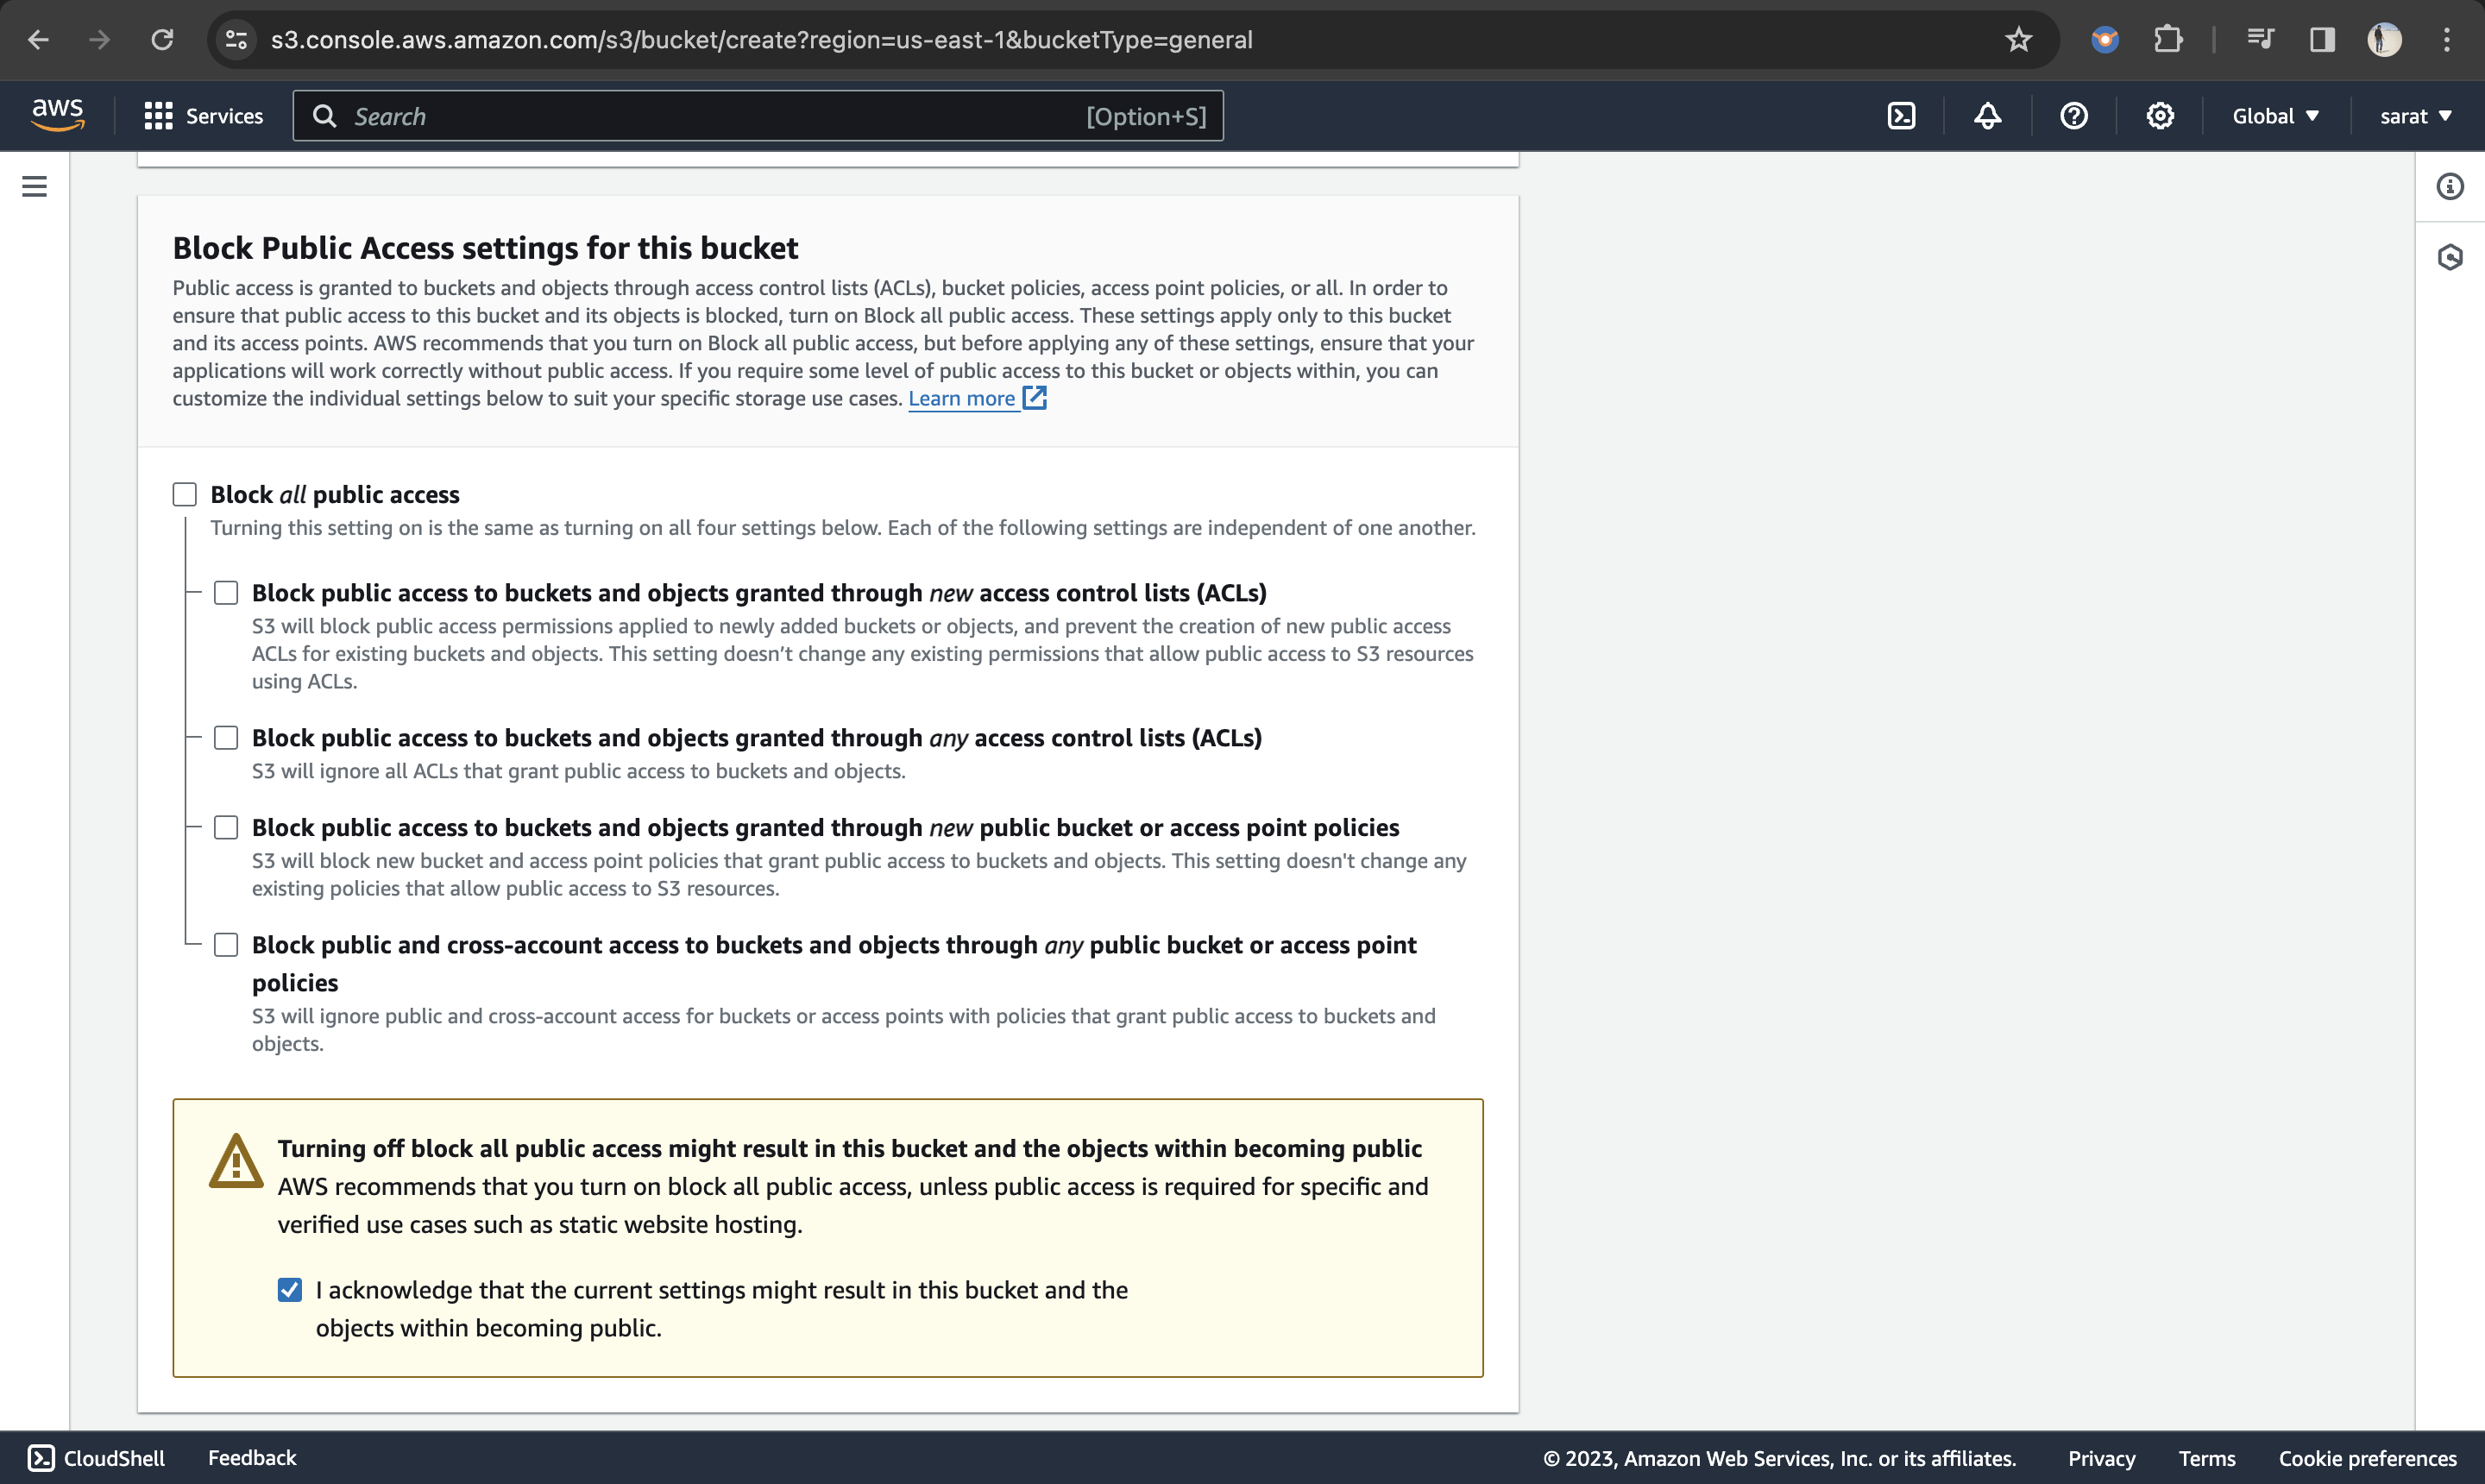 s3.console.aws.amazon.com/s3/bucket/create?region=us-east-1&bucketType=general
aws
Services
Search
[Option+S]
Global
sarat
Block Public Access settings for this bucket
Public access is granted to buckets and objects through access control lists (ACLs), bucket policies, access point policies, or all. In order to
ensure that public access to this bucket and its objects is blocked, turn on Block all public access. These settings apply only to this bucket
and its access points. AWS recommends that you turn on Block all public access, but before applying any of these settings, ensure that your
applications will work correctly without public access. If you require some level of public access to this bucket or objects within, you can
customize the individual settings below to suit your specific storage use cases. Learn more
Block all public access
Turning this setting on is the same as turning on all four settings below. Each of the following settings are independent of one another.
Block public access to buckets and objects granted through new access control lists (ACLs)
S3 will block public access permissions applied to newly added buckets or objects, and prevent the creation of new public access
ACLs for existing buckets and objects. This setting doesn’t change any existing permissions that allow public access to S3 resources
using ACLs.
Block public access to buckets and objects granted through any access control lists (ACLs)
S3 will ignore all ACLs that grant public access to buckets and objects.
Block public access to buckets and objects granted through new public bucket or access point policies
S3 will block new bucket and access point policies that grant public access to buckets and objects. This setting doesn't change any
existing policies that allow public access to S3 resources.
Block public and cross-account access to buckets and objects through any public bucket or access point
policies
S3 will ignore public and cross-account access for buckets or access points with policies that grant public access to buckets and
objects.
Turning off block all public access might result in this bucket and the objects within becoming public
AWS recommends that you turn on block all public access, unless public access is required for specific and
verified use cases such as static website hosting.
I acknowledge that the current settings might result in this bucket and the
objects within becoming public.
CloudShell
Feedback
© 2023, Amazon Web Services, Inc. or its affiliates.
Privacy
Terms
Cookie preferences